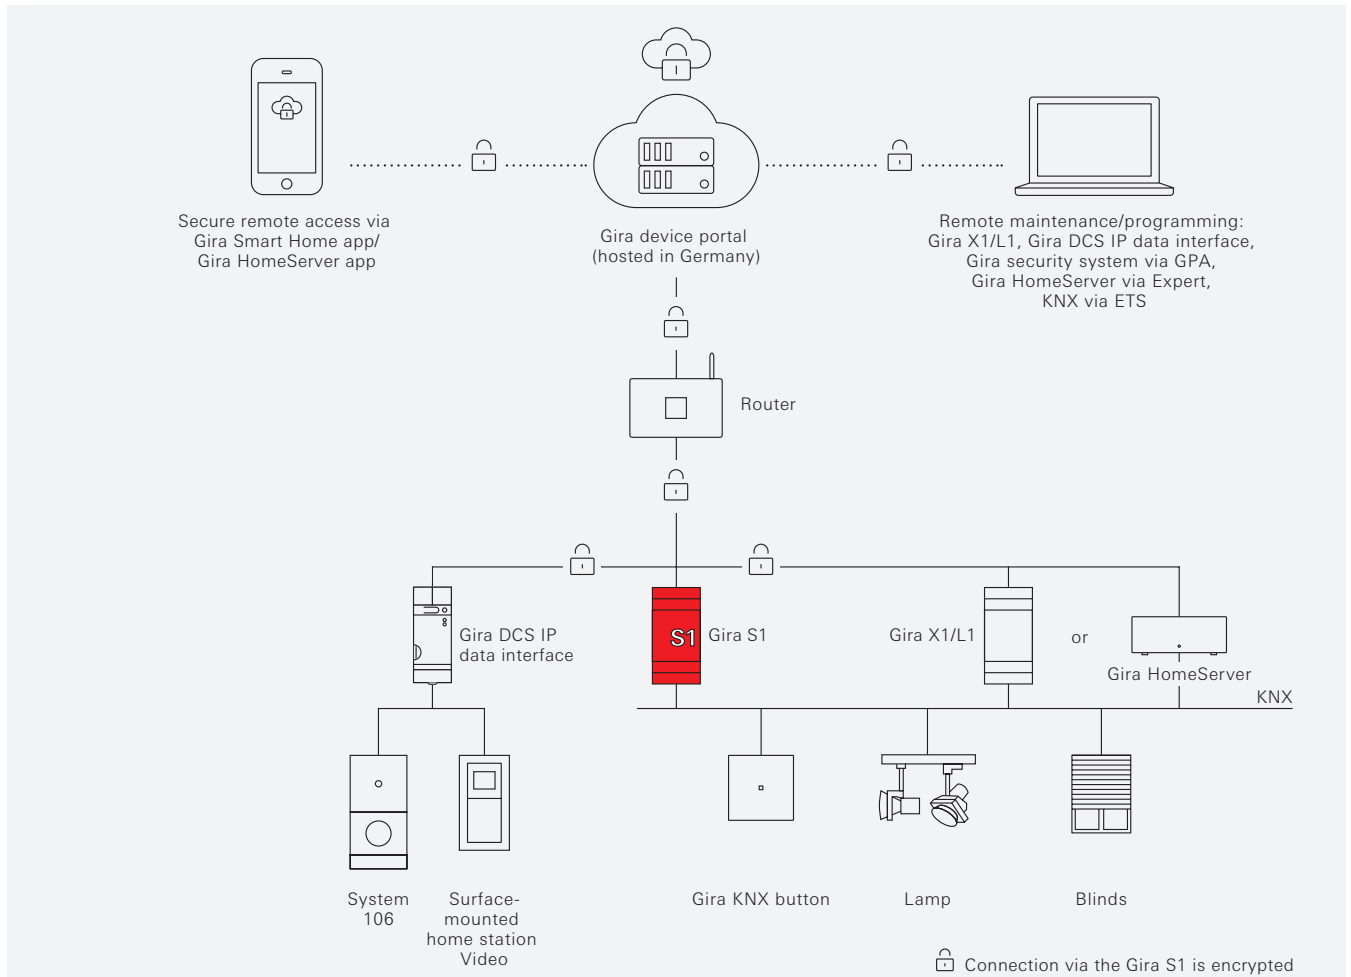 Secure remote access via
Gira Smart Home app/
Gira HomeServer app
Gira device portal
(hosted in Germany)
Remote maintenance/programming:
Gira X1/L1, Gira DCS IP data interface,
Gira security system via GPA,
Gira HomeServer via Expert,
KNX via ETS
Router
Gira DCS IP
data interface
S1
Gira S1
Gira X1/L1
or
Gira HomeServer
KNX
System
106
Surface-
mounted
home station
Video
Gira KNX button
Lamp
Blinds
Connection via the Gira S1 is encrypted